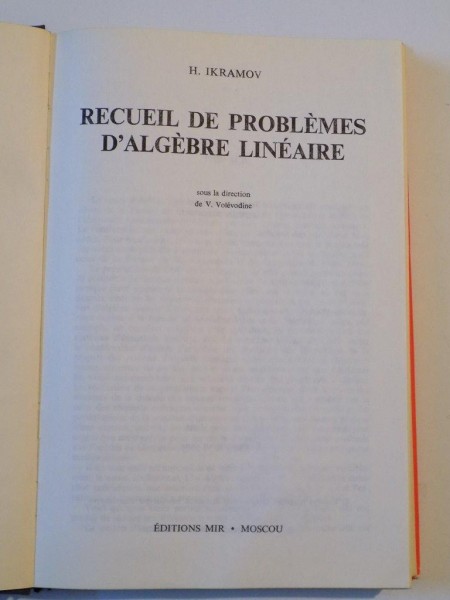 H. IKRAMOV
RECUEIL DE PROBLÈMES
D'ALGÈBRE LINÉAIRE
sous la direction
de V. Voïévodine
ÉDITIONS MIR • MOSCOU